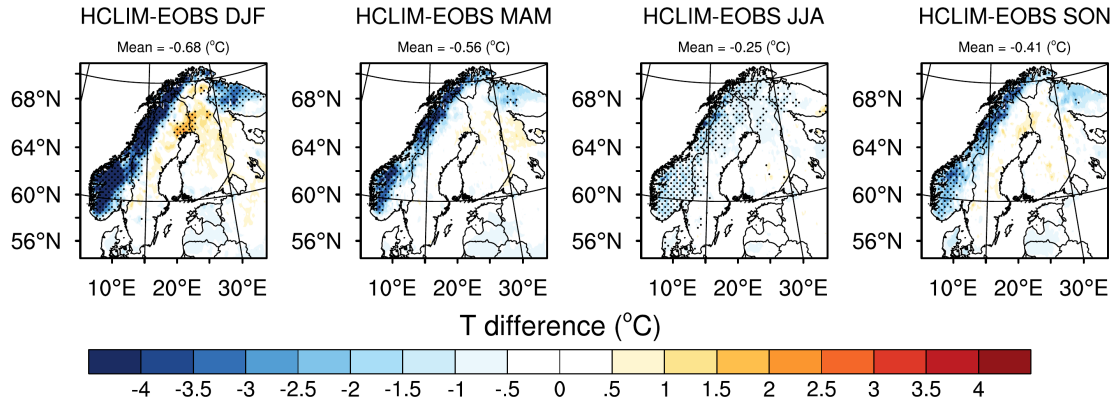 HCLIM-EOBS DJF HCLIM-EOBS MAM HCLIM-EOBS JJA HCLIM-EOBS SON
Mean = -0.68 (°C) Mean = -0.56 (°C) Mean = -0.25 (°C) Mean = -0.41 (°C)
68°N 68°N 68°N 68°N
64°N 64°N 64°N 64°N
60°N 60°N 60°N 60°N
56°N 56°N 56°N 56°N
10°E 20°E 30°E 10°E 20°E 30°E 10°E 20°E 30°E 10°E 20°E 30°E
T difference (°C)
-4 -3.5 -3 -2.5 -2 -1.5 -1 -.5 0 .5 1 1.5 2 2.5 3 3.5 4